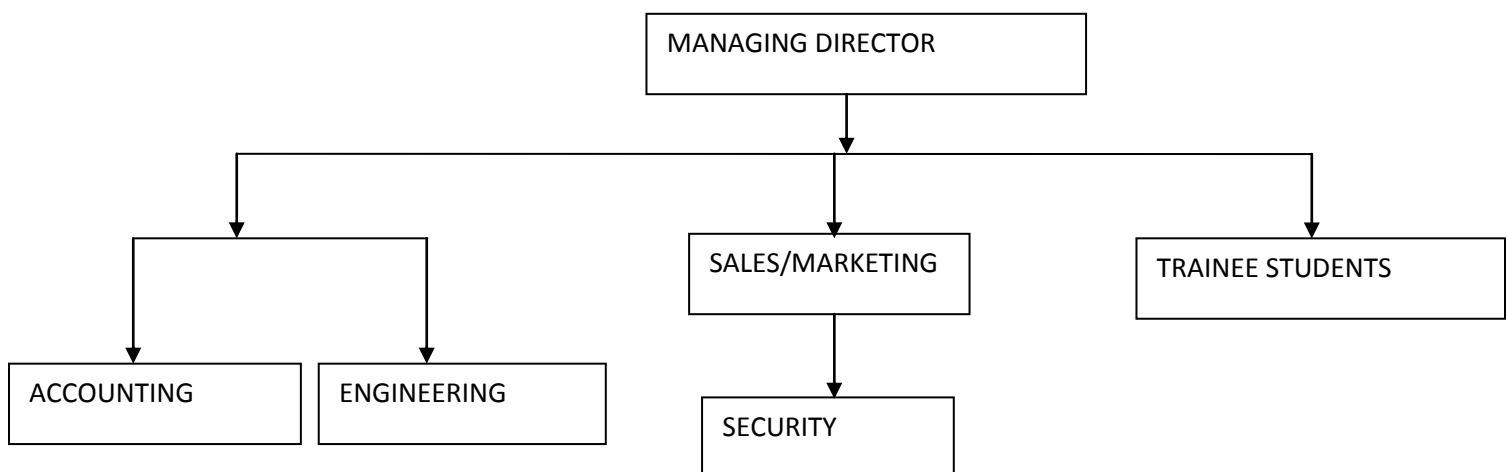 MANAGING DIRECTOR
SALES/MARKETING
TRAINEE STUDENTS
ACCOUNTING
ENGINEERING
SECURITY